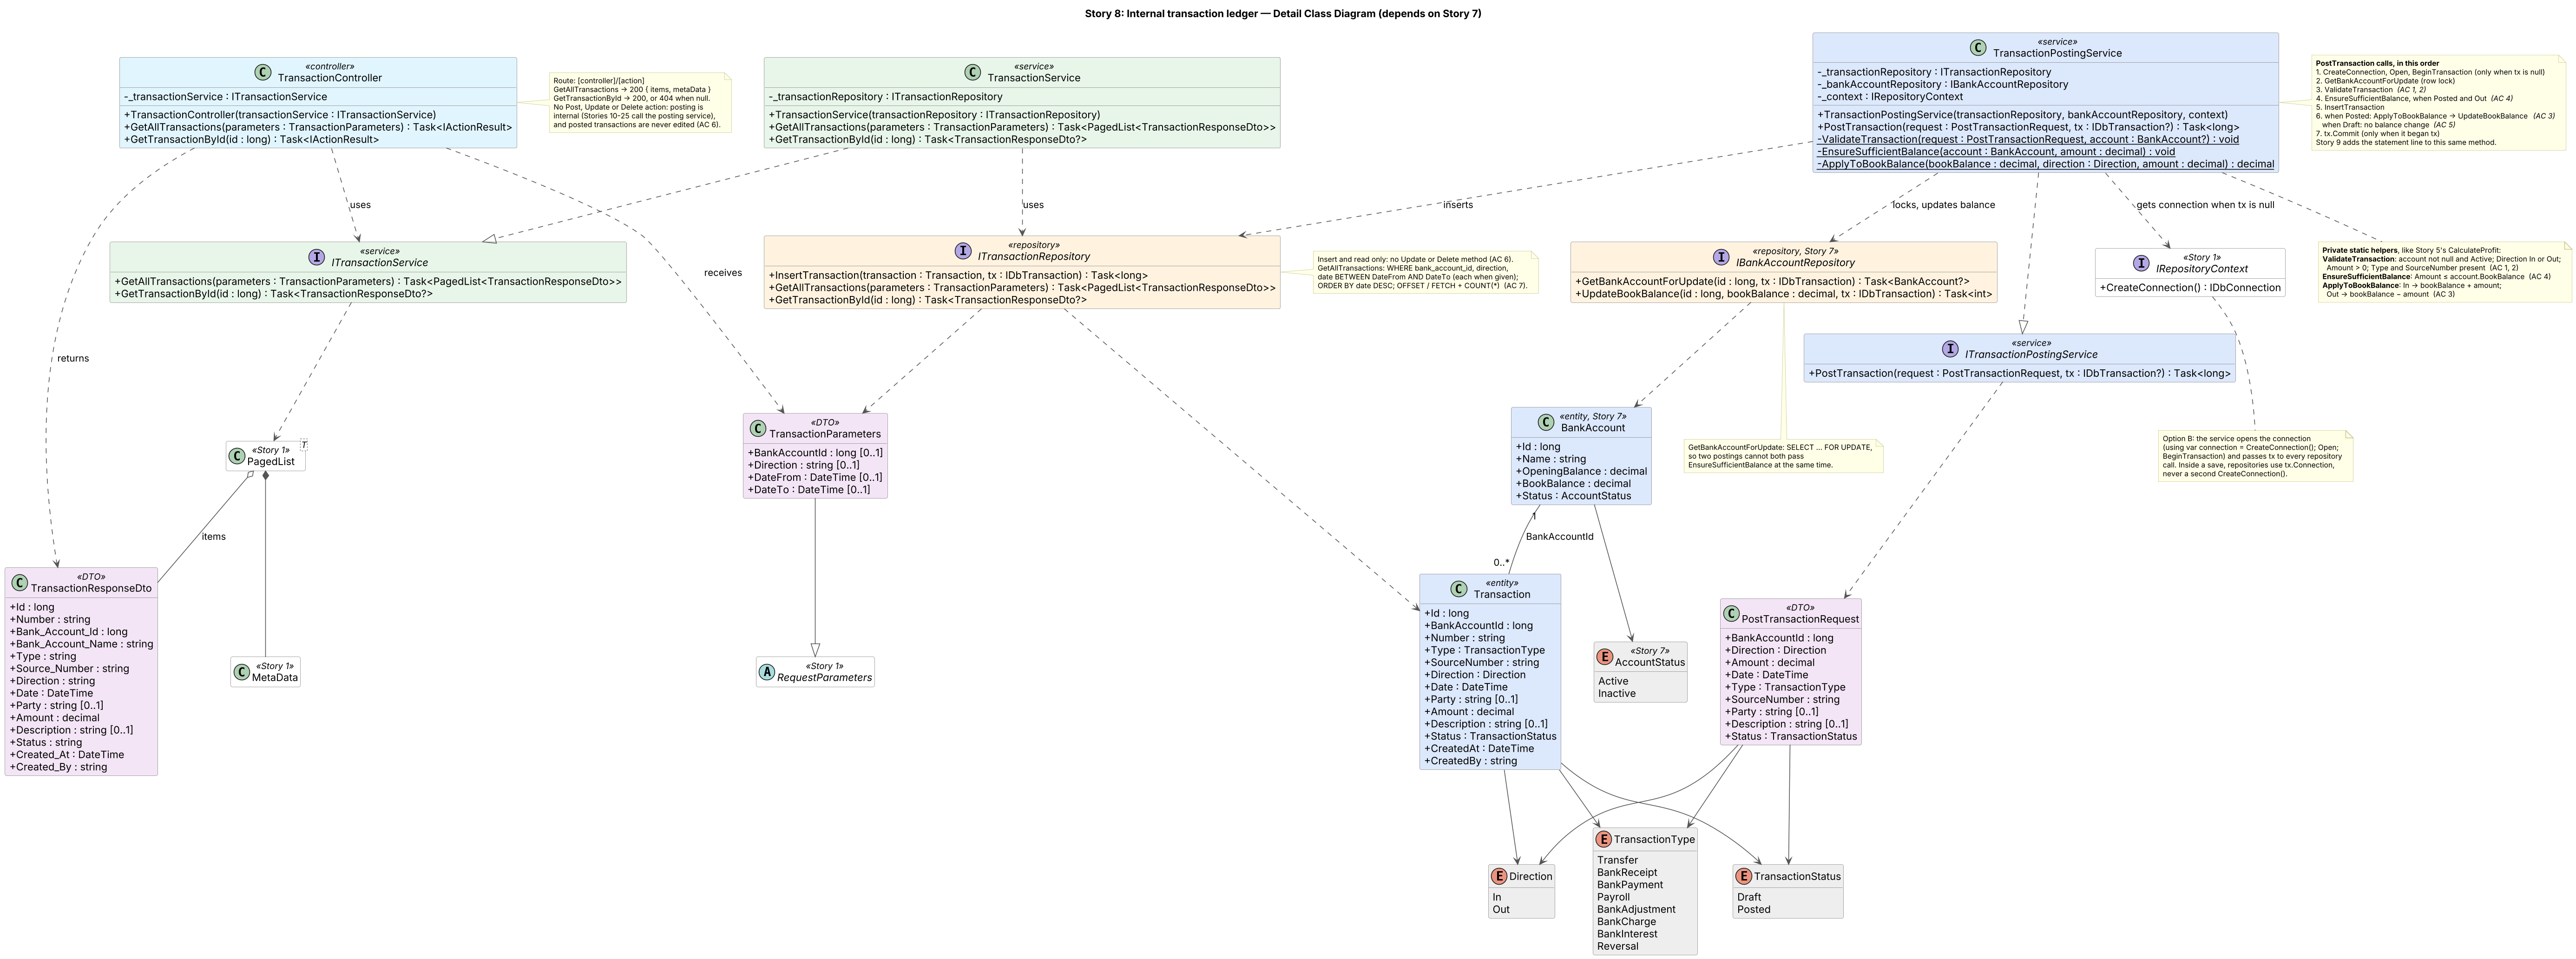 Story 8: Internal transaction ledger — Detail Class Diagram (depends on Story 7)
«controller»
C TransactionController
-_transactionService : ITransactionService
+TransactionController(transactionService : ITransactionService)
+GetAllTransactions(parameters : TransactionParameters) : Task<IActionResult>
+GetTransactionById(id : long) : Task<IActionResult>
Route: [controller]/[action]
GetAllTransactions → 200 { items, metaData }
GetTransactionById → 200, or 404 when null.
No Post, Update or Delete action: posting is
internal (Stories 10-25 call the posting service),
and posted transactions are never edited (AC 6).
«service»
C TransactionService
-_transactionRepository : ITransactionRepository
+TransactionService(transactionRepository : ITransactionRepository)
+GetAllTransactions(parameters : TransactionParameters) : Task<PagedList<TransactionResponseDto>>
+GetTransactionById(id : long) : Task<TransactionResponseDto?>
«service»
C TransactionPostingService
-_transactionRepository : ITransactionRepository
-_bankAccountRepository : IBankAccountRepository
-_context : IRepositoryContext
+TransactionPostingService(transactionRepository, bankAccountRepository, context)
+PostTransaction(request : PostTransactionRequest, tx : IDbTransaction?) : Task<long>
-ValidateTransaction(request : PostTransactionRequest, account : BankAccount?) : void
-EnsureSufficientBalance(account : BankAccount, amount : decimal) : void
-ApplyToBookBalance(bookBalance : decimal, direction : Direction, amount : decimal) : decimal
PostTransaction calls, in this order
1. CreateConnection, Open, BeginTransaction (only when tx is null)
2. GetBankAccountForUpdate (row lock)
3. ValidateTransaction (AC 1, 2)
4. EnsureSufficientBalance, when Posted and Out (AC 4)
5. InsertTransaction
6. when Posted: ApplyToBookBalance → UpdateBookBalance (AC 3)
when Draft: no balance change (AC 5)
7. tx.Commit (only when it began tx)
Story 9 adds the statement line to this same method.
uses
uses
inserts
locks, updates balance
gets connection when tx is null
receives
returns
«service»
I ITransactionService
+GetAllTransactions(parameters : TransactionParameters) : Task<PagedList<TransactionResponseDto>>
+GetTransactionById(id : long) : Task<TransactionResponseDto?>
«repository»
I ITransactionRepository
+InsertTransaction(transaction : Transaction, tx : IDbTransaction) : Task<long>
+GetAllTransactions(parameters : TransactionParameters) : Task<PagedList<TransactionResponseDto>>
+GetTransactionById(id : long) : Task<TransactionResponseDto?>
Insert and read only: no Update or Delete method (AC 6).
GetAllTransactions: WHERE bank_account_id, direction,
date BETWEEN DateFrom AND DateTo (each when given);
ORDER BY date DESC; OFFSET / FETCH + COUNT(*) (AC 7).
«repository, Story 7»
I IBankAccountRepository
+GetBankAccountForUpdate(id : long, tx : IDbTransaction) : Task<BankAccount?>
+UpdateBookBalance(id : long, bookBalance : decimal, tx : IDbTransaction) : Task<int>
«Story 1»
I IRepositoryContext
+CreateConnection() : IDbConnection
Private static helpers, like Story 5's CalculateProfit:
ValidateTransaction: account not null and Active; Direction In or Out;
Amount > 0; Type and SourceNumber present (AC 1, 2)
EnsureSufficientBalance: Amount ≤ account.BookBalance (AC 4)
ApplyToBookBalance: In → bookBalance + amount;
Out → bookBalance − amount (AC 3)
«service»
I ITransactionPostingService
+PostTransaction(request : PostTransactionRequest, tx : IDbTransaction?) : Task<long>
T
«Story 1»
C PagedList
items
«DTO»
C TransactionParameters
+BankAccountId : long [0..1]
+Direction : string [0..1]
+DateFrom : DateTime [0..1]
+DateTo : DateTime [0..1]
«entity, Story 7»
C BankAccount
+Id : long
+Name : string
+OpeningBalance : decimal
+BookBalance : decimal
+Status : AccountStatus
GetBankAccountForUpdate: SELECT ... FOR UPDATE,
so two postings cannot both pass
EnsureSufficientBalance at the same time.
Option B: the service opens the connection
(using var connection = CreateConnection(); Open;
BeginTransaction) and passes tx to every repository
call. Inside a save, repositories use tx.Connection,
never a second CreateConnection().
1
BankAccountId
0..*
«DTO»
C TransactionResponseDto
+Id : long
+Number : string
+Bank_Account_Id : long
+Bank_Account_Name : string
+Type : string
+Source_Number : string
+Direction : string
+Date : DateTime
+Party : string [0..1]
+Amount : decimal
+Description : string [0..1]
+Status : string
+Created_At : DateTime
+Created_By : string
«Story 1»
C MetaData
«Story 1»
A RequestParameters
«entity»
C Transaction
+Id : long
+BankAccountId : long
+Number : string
+Type : TransactionType
+SourceNumber : string
+Direction : Direction
+Date : DateTime
+Party : string [0..1]
+Amount : decimal
+Description : string [0..1]
+Status : TransactionStatus
+CreatedAt : DateTime
+CreatedBy : string
«Story 7»
E AccountStatus
Active
Inactive
«DTO»
C PostTransactionRequest
+BankAccountId : long
+Direction : Direction
+Amount : decimal
+Date : DateTime
+Type : TransactionType
+SourceNumber : string
+Party : string [0..1]
+Description : string [0..1]
+Status : TransactionStatus
E Direction
In
Out
E TransactionType
Transfer
BankReceipt
BankPayment
Payroll
BankAdjustment
BankCharge
BankInterest
Reversal
E TransactionStatus
Draft
Posted